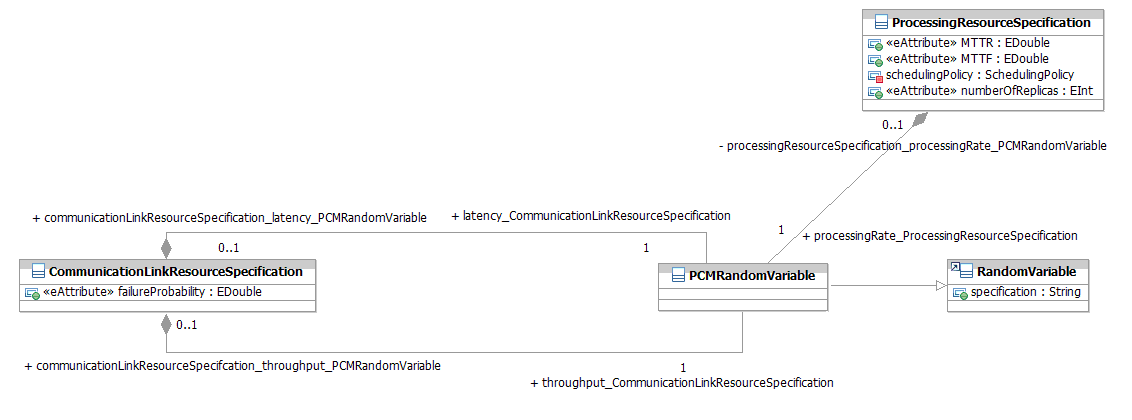 ProcessingResourceSpecification
«eAttribute» MTTR : EDouble
«eAttribute» MTTF : EDouble
schedulingPolicy : SchedulingPolicy
«eAttribute» numberOfReplicas : EInt
0..1
- processingResourceSpecification_processingRate_PCMRandomVariable
+ communicationLinkResourceSpecification_latency_PCMRandomVariable
+ latency_CommunicationLinkResourceSpecification
1
+ processingRate_ProcessingResourceSpecification
0..1
1
CommunicationLinkResourceSpecification
«eAttribute» failureProbability : EDouble
PCMRandomVariable
RandomVariable
specification : String
0..1
+ communicationLinkResourceSpecifcation_throughput_PCMRandomVariable
1
+ throughput_CommunicationLinkResourceSpecification